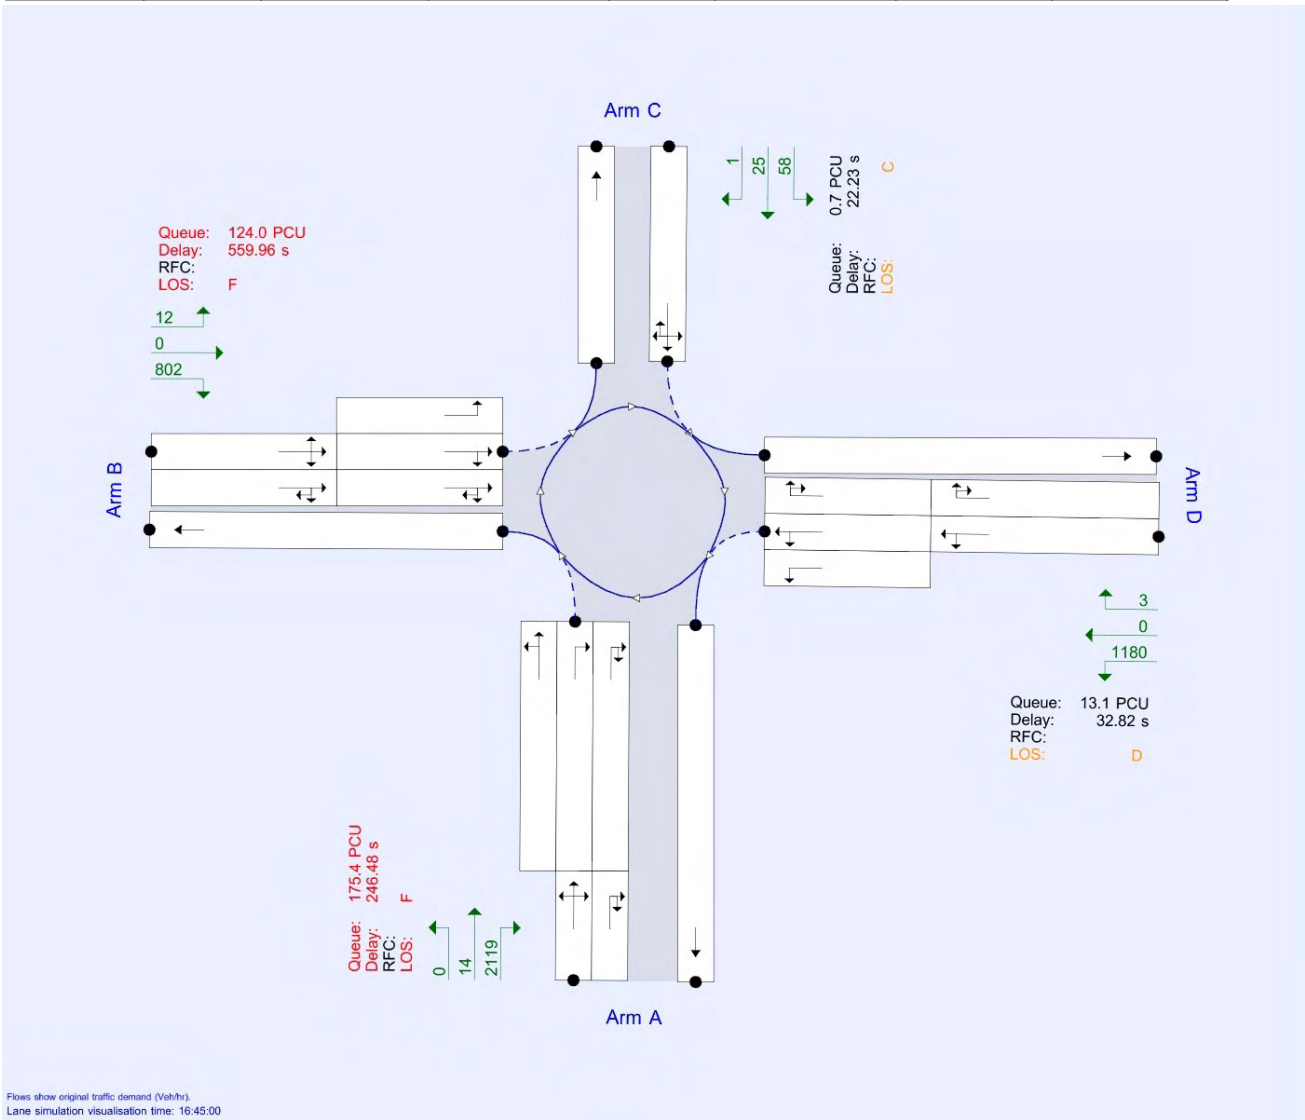 Arm C
1
25
58
Queue: 0.7 PCU
Delay: 22.23 s
RFC:
LOS: C
Queue: 124.0 PCU
Delay: 559.96 s
RFC:
LOS: F
12
0
802
Arm B
Arm D
3
0
1180
Queue: 13.1 PCU
Delay: 32.82 s
RFC:
LOS: D
Queue: 175.4 PCU
Delay: 246.48 s
RFC:
LOS: F
0
14
2119
Arm A
Flows show original traffic demand (Veh/hr).
Lane simulation visualisation time: 16:45:00